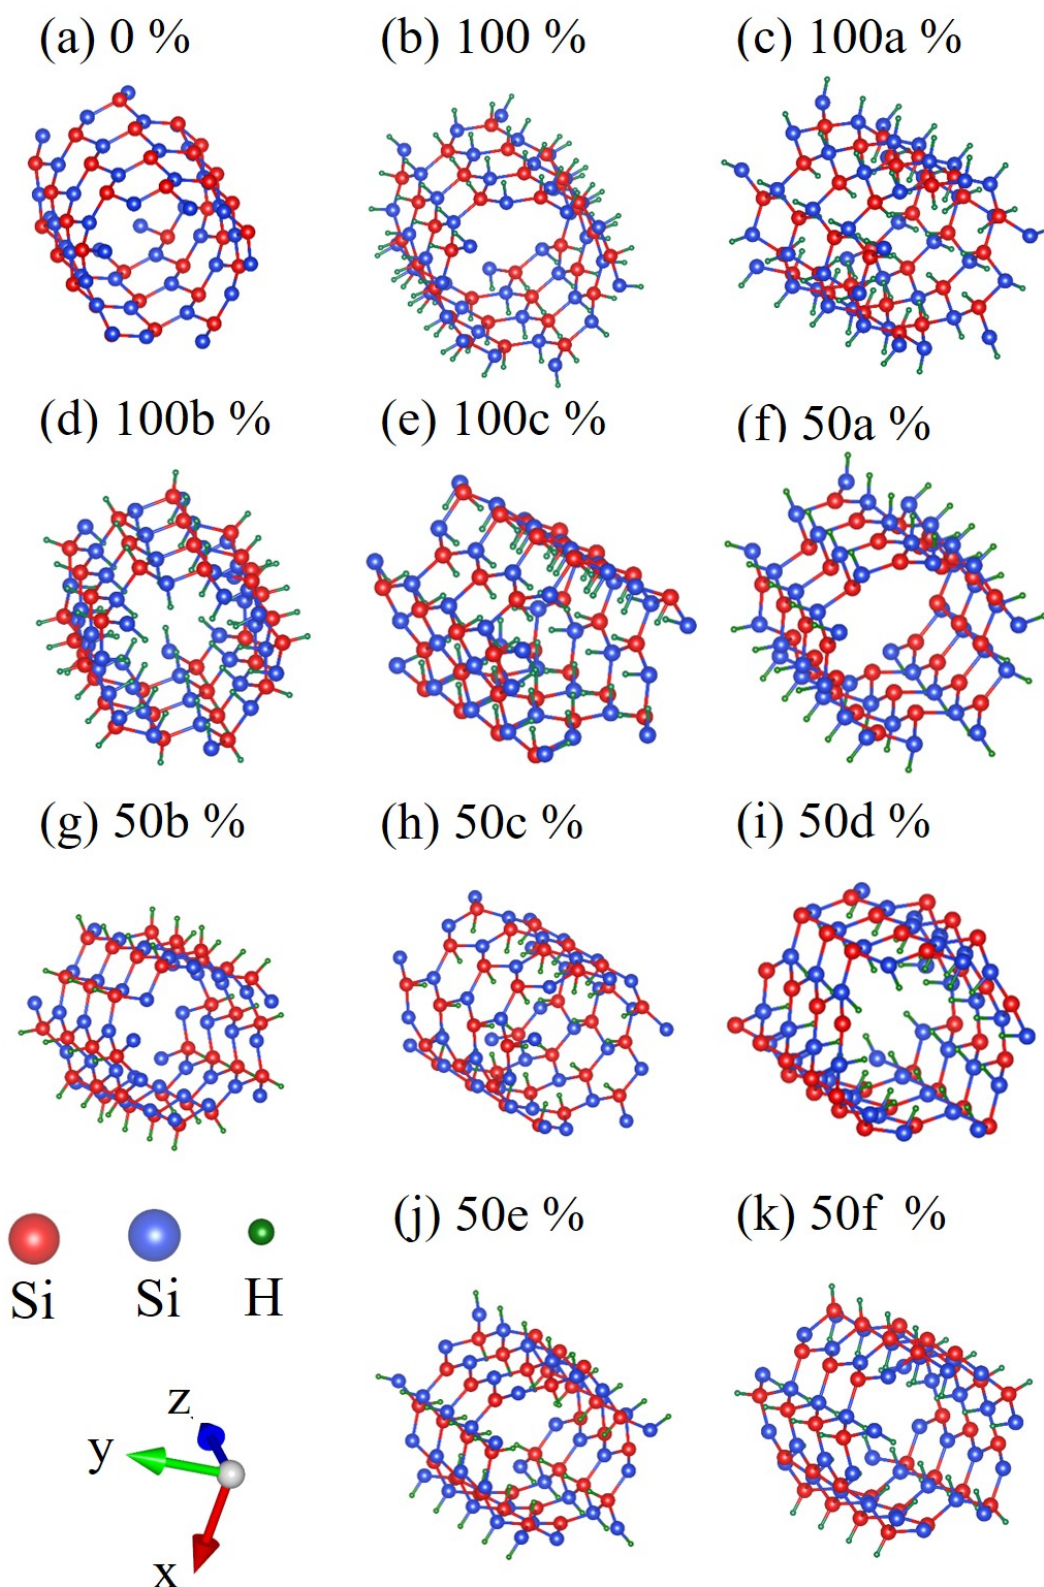 (a) 0 %
(b) 100 %
(c) 100a %
(d) 100b %
(e) 100c %
(f) 50a %
(g) 50b %
(h) 50c %
(i) 50d %
(j) 50e %
(k) 50f %
Si
Si
H
z
y
x